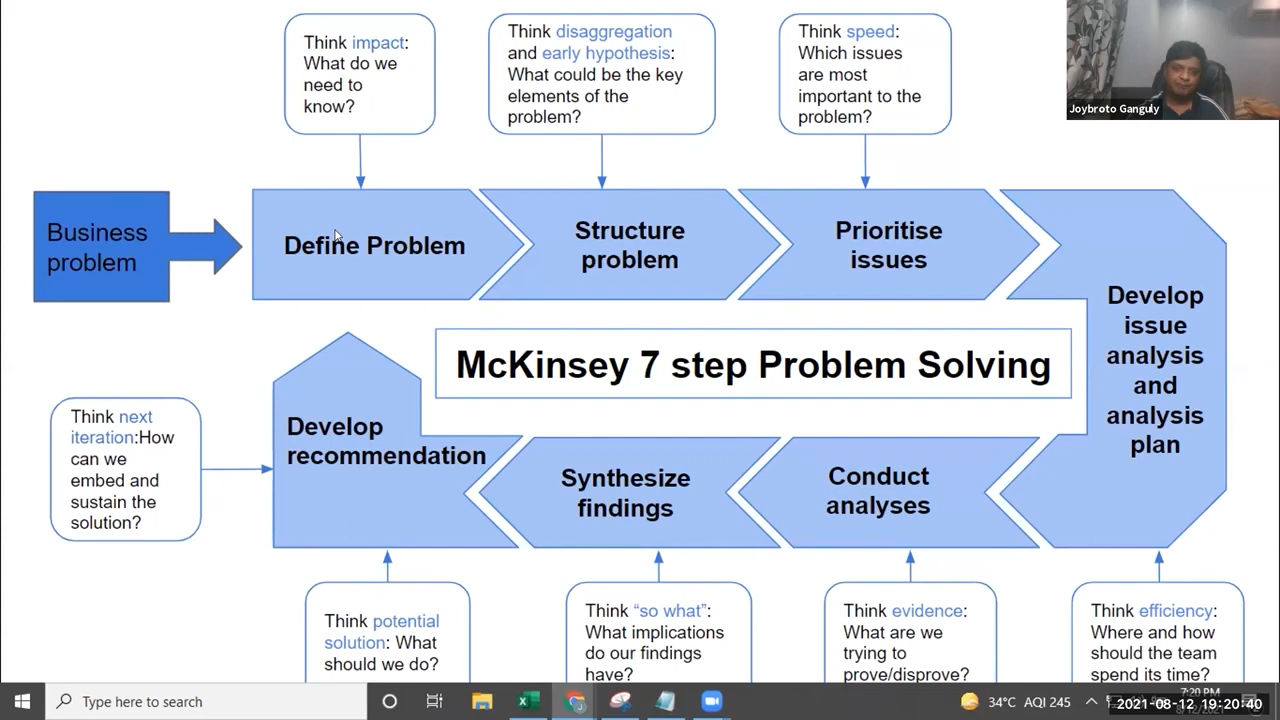 Think impact:
What do we
need to
know?
Think disaggregation
and early hypothesis:
What could be the key
elements of the
problem?
Think speed:
Which issues
are most
important to the
problem?
Joybroto Ganguly
Business
problem
Define Problem
Structure
problem
Prioritise
issues
Develop
issue
analysis
and
analysis
plan
McKinsey 7 step Problem Solving
Think next
iteration:How
can we
embed and
sustain the
solution?
Develop
recommendation
Synthesize
findings
Conduct
analyses
Think potential
solution: What
should we do?
Think “so what”:
What implications
do our findings
have?
Think evidence:
What are we
trying to
prove/disprove?
Think efficiency:
Where and how
should the team
spend its time?
Type here to search
34°C AQI 245
7:20 PM
2021-08-12 19:20:40